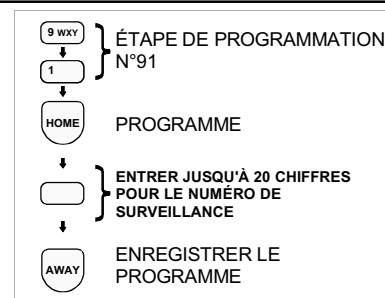 9 WXY
ÉTAPE DE PROGRAMMATION
1
N°91
HOME
PROGRAMME
ENTRER JUSQU'À 20 CHIFFRES
POUR LE NUMÉRO DE
SURVEILLANCE
AWAY
ENREGISTRER LE
PROGRAMME